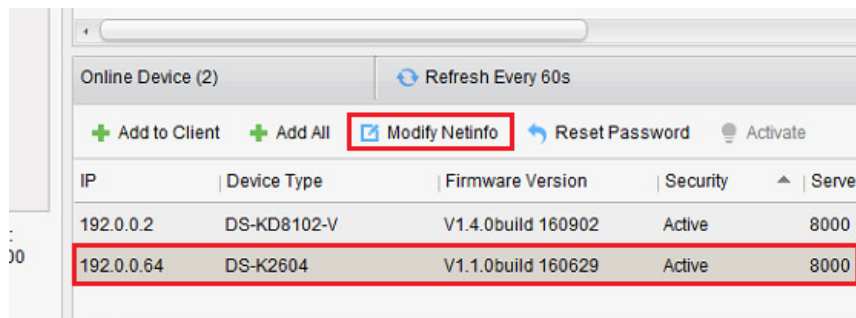 Online Device (2) Refresh Every 60s
Add to Client Add All Modify Netinfo Reset Password Activate
IP Device Type Firmware Version Security Serve
192.0.0.2 DS-KD8102-V V1.4.0build 160902 Active 8000
:
00 192.0.0.64 DS-K2604 V1.1.0build 160629 Active 8000